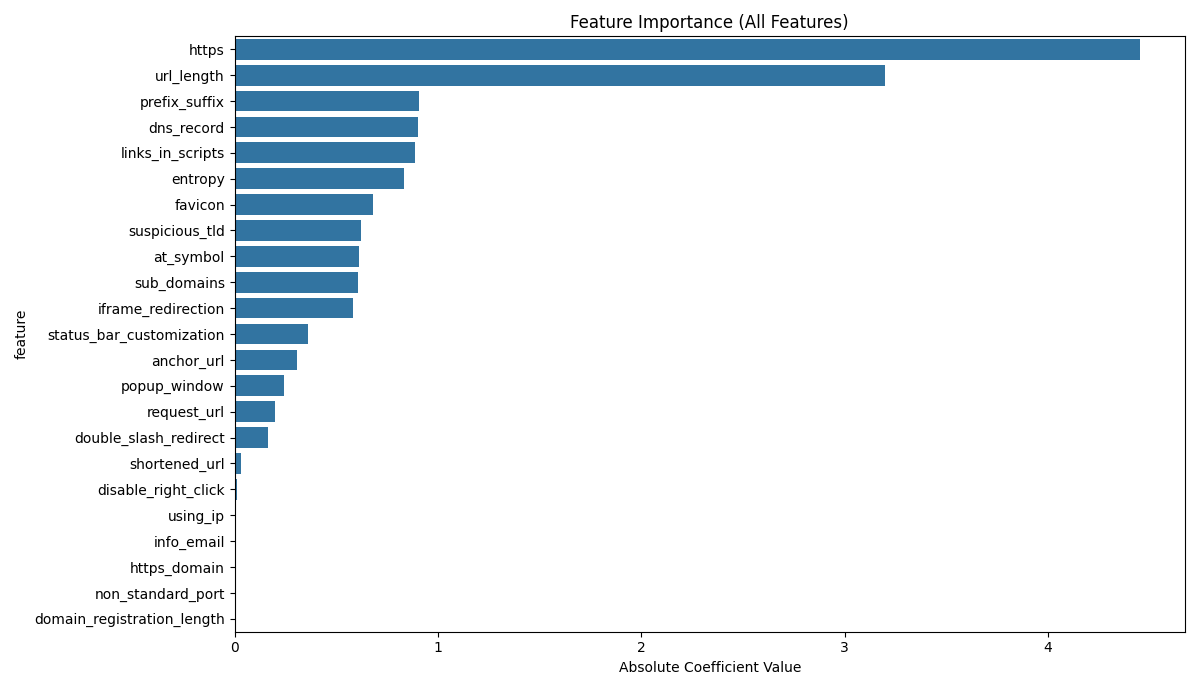 Feature Importance (All Features)
https
url_length
prefix_suffix
dns_record
links_in_scripts
entropy
favicon
suspicious_tld
at_symbol
sub_domains
iframe_redirection
status_bar_customization
anchor_url
popup_window
request_url
double_slash_redirect
shortened_url
disable_right_click
using_ip
info_email
https_domain
non_standard_port
domain_registration_length
feature
0 1 2 3 4
Absolute Coefficient Value